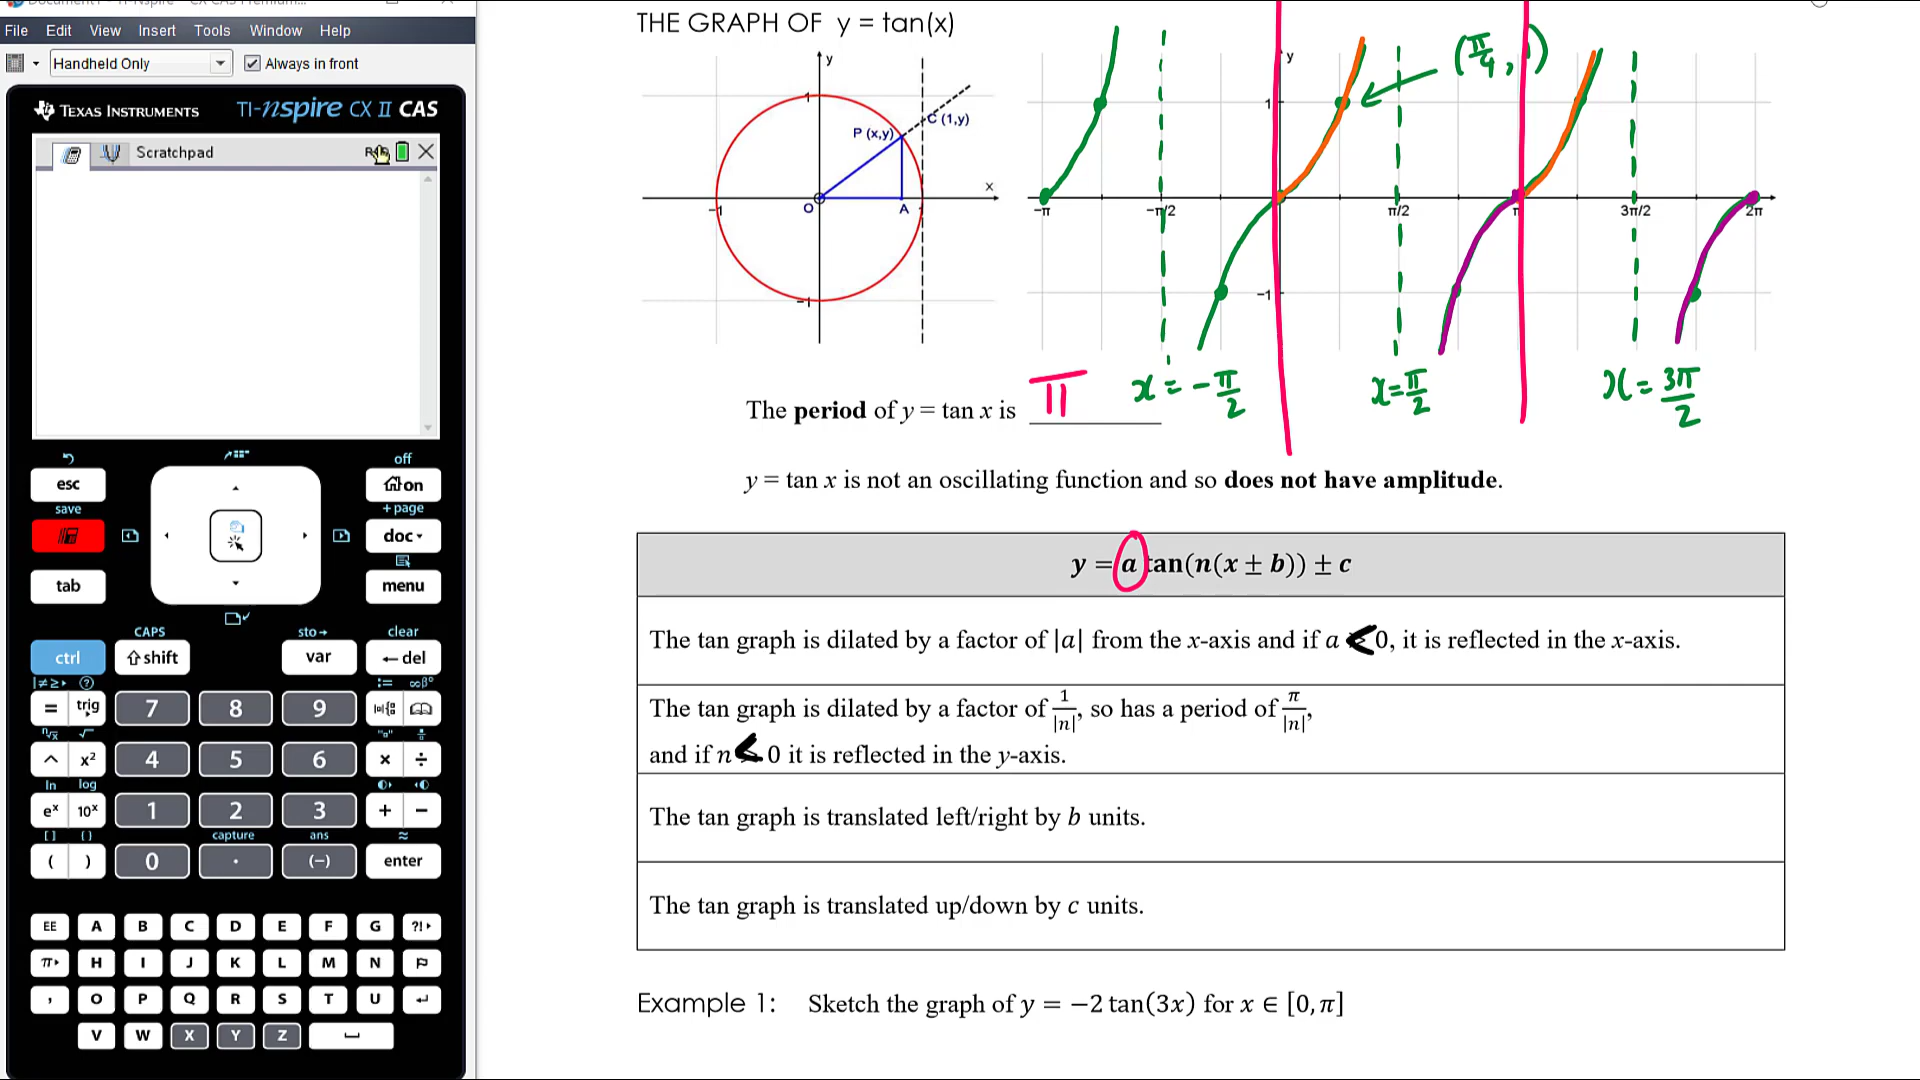 File Edit View Insert Tools Window Help
Handheld Only
Always in front
TEXAS INSTRUMENTS TI-nspire CX II CAS
Scratchpad
off
esc
on
save
+ page
doc
tab
menu
CAPS
sto→
clear
ctrl
shift
var
← del
|≠≥▸
:=
∞β°
=
trig
7 8 9
|□|{
ⁿ√x
√
^
x²
4 5 6
× ÷
ln
log
eˣ
10ˣ
1 2 3
+ −
[ ]
{ }
capture
ans
≈
( )
0 . (−)
enter
EE A B C D E F G ?!▸
π▸ H I J K L M N
, O P Q R S T U ↵
V W X Y Z
THE GRAPH OF y = tan(x)
y
1
C (1,y)
P (x,y)
x
−1
O
A
−1
(π/4, 1)
y
1
−π −π/2 π/2 π 3π/2 2π
−1
x = −π/2
x = π/2
x = 3π/2
The period of y = tan x is π
y = tan x is not an oscillating function and so does not have amplitude.
y = a tan(n(x ± b)) ± c
The tan graph is dilated by a factor of |a| from the x-axis and if a < 0, it is reflected in the x-axis.
The tan graph is dilated by a factor of 1/|n|, so has a period of π/|n|,
and if n < 0 it is reflected in the y-axis.
The tan graph is translated left/right by b units.
The tan graph is translated up/down by c units.
Example 1: Sketch the graph of y = −2 tan(3x) for x ∈ [0, π]